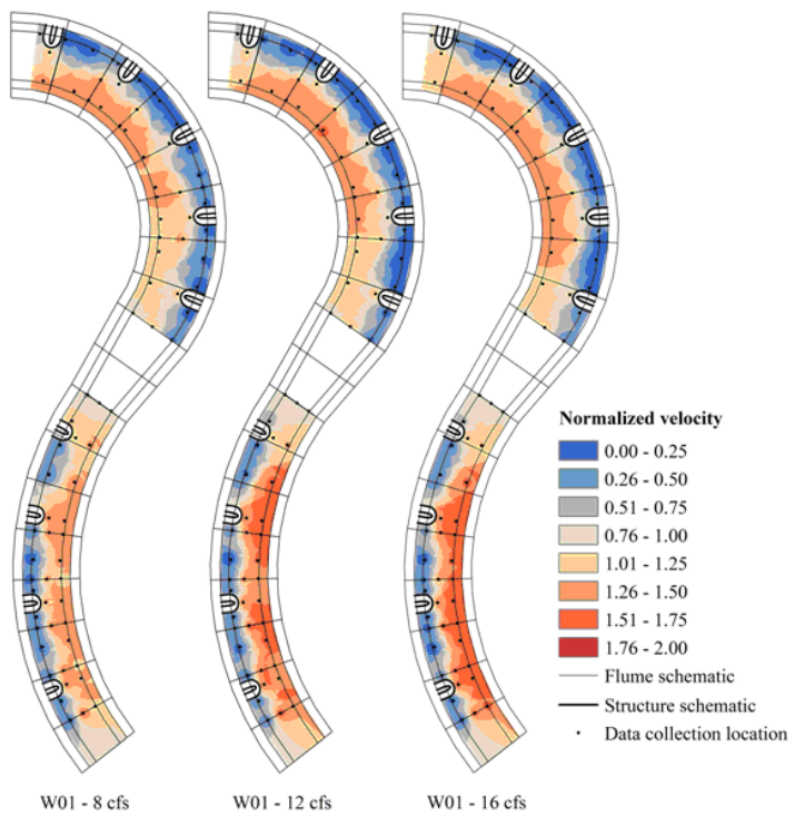 Normalized velocity
0.00 - 0.25
0.26 - 0.50
0.51 - 0.75
0.76 - 1.00
1.01 - 1.25
1.26 - 1.50
1.51 - 1.75
1.76 - 2.00
Flume schematic
Structure schematic
Data collection location
W01 - 8 cfs
W01 - 12 cfs
W01 - 16 cfs